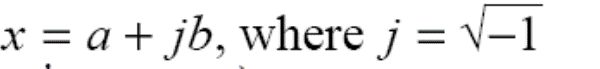 x = a + jb, where j = √−1